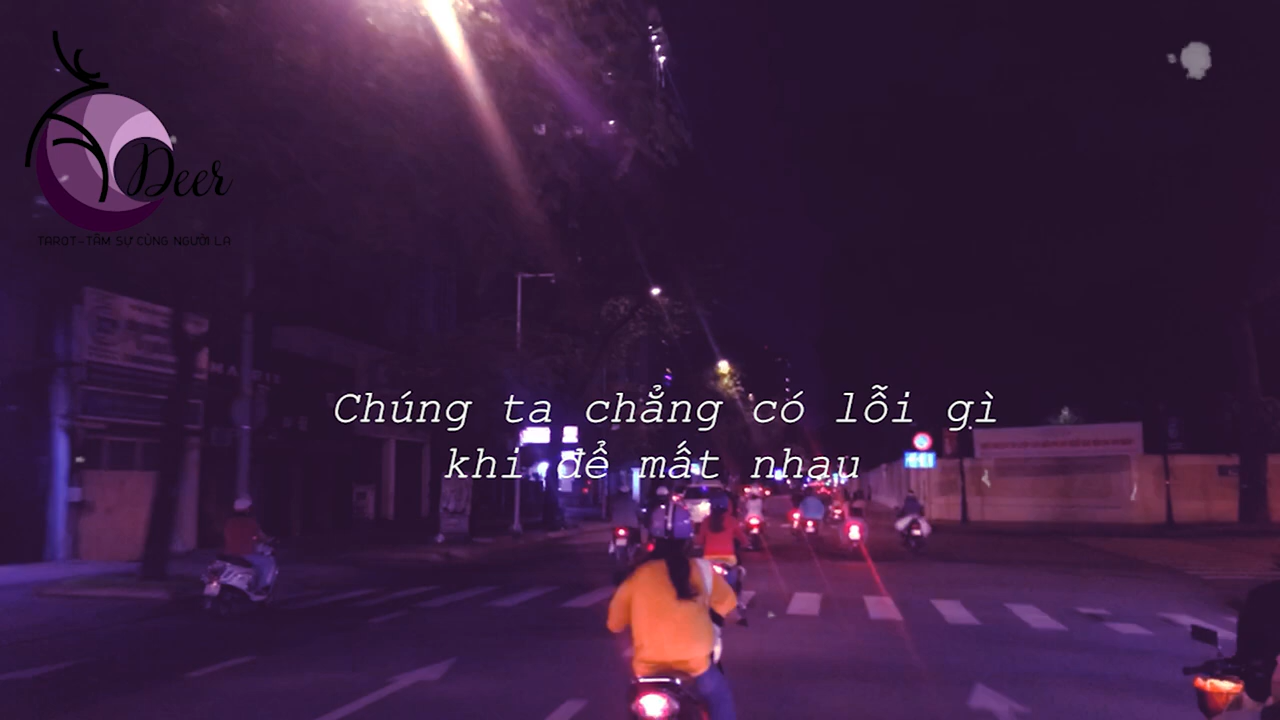 Deer
TAROT-TÂM SỰ CÙNG NGƯỜI LẠ
Chúng ta chẳng có lỗi gì
khi để mất nhau